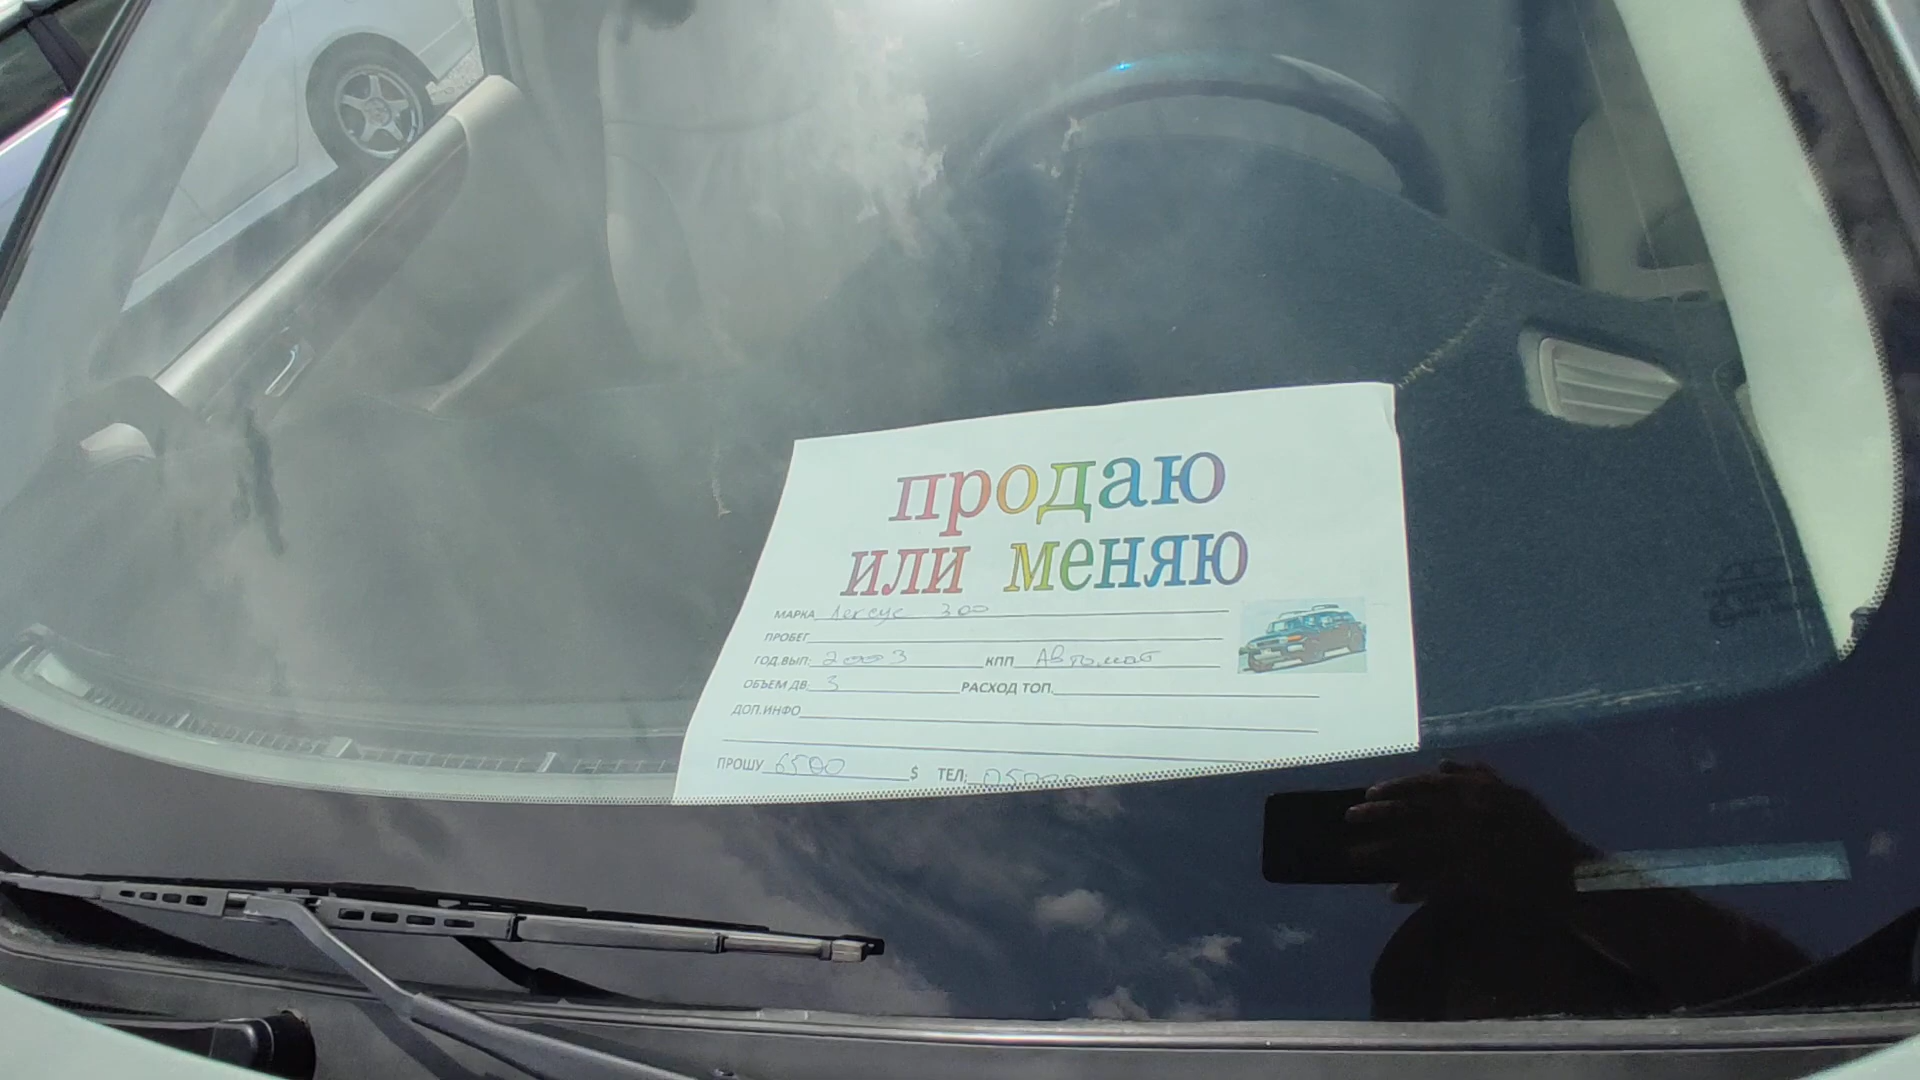 продаю
или меняю
МАРКА Лексус 300
ПРОБЕГ
ГОД.ВЫП: 2003 КПП Автомат
ОБЪЕМ ДВ. 3 РАСХОД ТОП.
ДОП.ИНФО
ПРОШУ 6500 $ ТЕЛ: